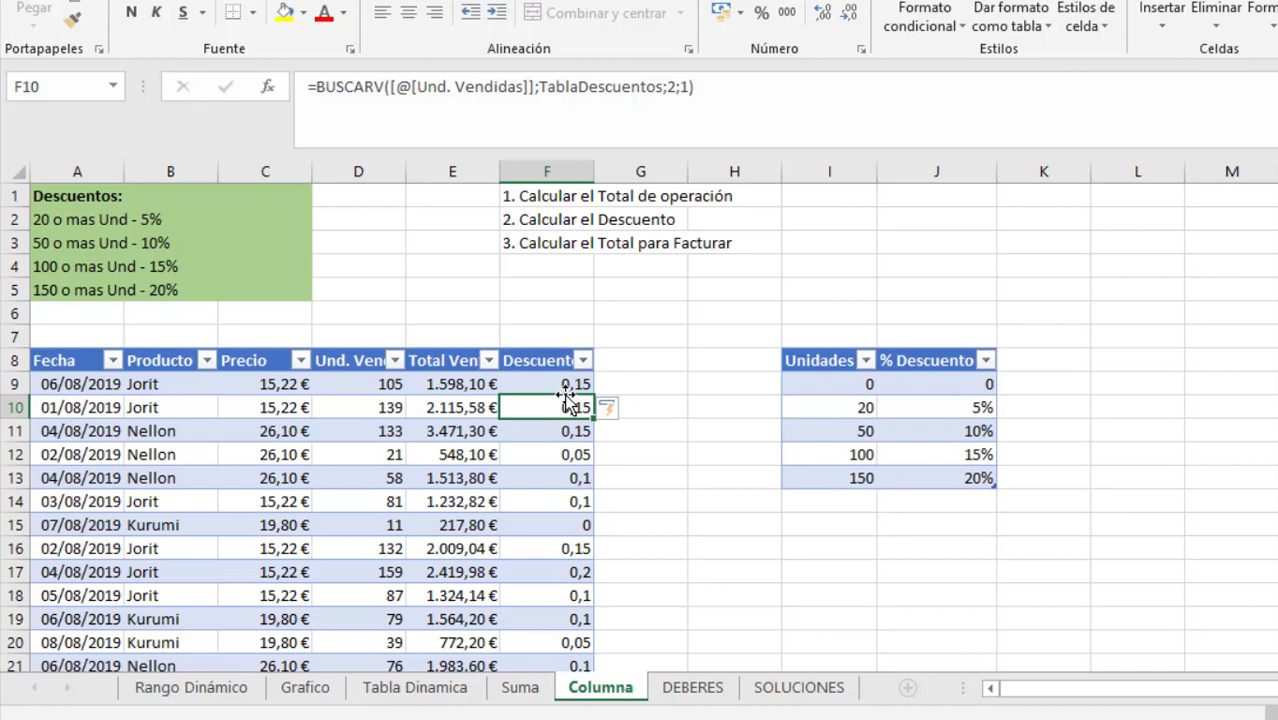 Pegar
N K S A
Combinar y centrar
% 000
Formato condicional
Dar formato como tabla
Estilos de celda
Insertar Eliminar
Portapapeles Fuente Alineación Número Estilos Celdas
F10 fx =BUSCARV([@[Und. Vendidas]];TablaDescuentos;2;1)
A B C D E F G H I J K L M
1 Descuentos: 1. Calcular el Total de operación
2 20 o mas Und - 5% 2. Calcular el Descuento
3 50 o mas Und - 10% 3. Calcular el Total para Facturar
4 100 o mas Und - 15%
5 150 o mas Und - 20%
6
7
8 Fecha Producto Precio Und. Ven Total Ven Descuent Unidades % Descuento
9 06/08/2019 Jorit 15,22 € 105 1.598,10 € 0,15 0 0
10 01/08/2019 Jorit 15,22 € 139 2.115,58 € 0,15 20 5%
11 04/08/2019 Nellon 26,10 € 133 3.471,30 € 0,15 50 10%
12 02/08/2019 Nellon 26,10 € 21 548,10 € 0,05 100 15%
13 04/08/2019 Nellon 26,10 € 58 1.513,80 € 0,1 150 20%
14 03/08/2019 Jorit 15,22 € 81 1.232,82 € 0,1
15 07/08/2019 Kurumi 19,80 € 11 217,80 € 0
16 02/08/2019 Jorit 15,22 € 132 2.009,04 € 0,15
17 04/08/2019 Jorit 15,22 € 159 2.419,98 € 0,2
18 05/08/2019 Jorit 15,22 € 87 1.324,14 € 0,1
19 06/08/2019 Kurumi 19,80 € 79 1.564,20 € 0,1
20 08/08/2019 Kurumi 19,80 € 39 772,20 € 0,05
21 06/08/2019 Nellon 26,10 € 76 1.983,60 € 0,1
Rango Dinámico Grafico Tabla Dinamica Suma Columna DEBERES SOLUCIONES